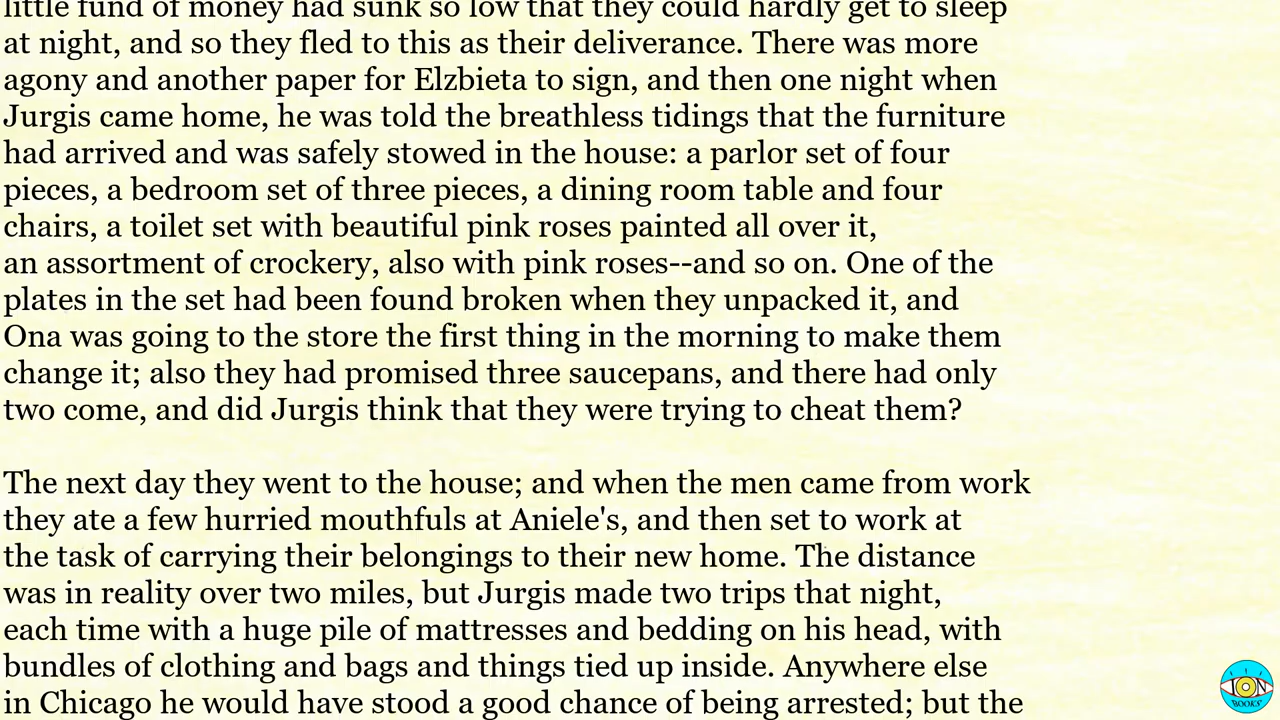 little fund of money had sunk so low that they could hardly get to sleep
at night, and so they fled to this as their deliverance. There was more
agony and another paper for Elzbieta to sign, and then one night when
Jurgis came home, he was told the breathless tidings that the furniture
had arrived and was safely stowed in the house: a parlor set of four
pieces, a bedroom set of three pieces, a dining room table and four
chairs, a toilet set with beautiful pink roses painted all over it,
an assortment of crockery, also with pink roses--and so on. One of the
plates in the set had been found broken when they unpacked it, and
Ona was going to the store the first thing in the morning to make them
change it; also they had promised three saucepans, and there had only
two come, and did Jurgis think that they were trying to cheat them?
The next day they went to the house; and when the men came from work
they ate a few hurried mouthfuls at Aniele's, and then set to work at
the task of carrying their belongings to their new home. The distance
was in reality over two miles, but Jurgis made two trips that night,
each time with a huge pile of mattresses and bedding on his head, with
bundles of clothing and bags and things tied up inside. Anywhere else
in Chicago he would have stood a good chance of being arrested; but the
ION
BOOKS